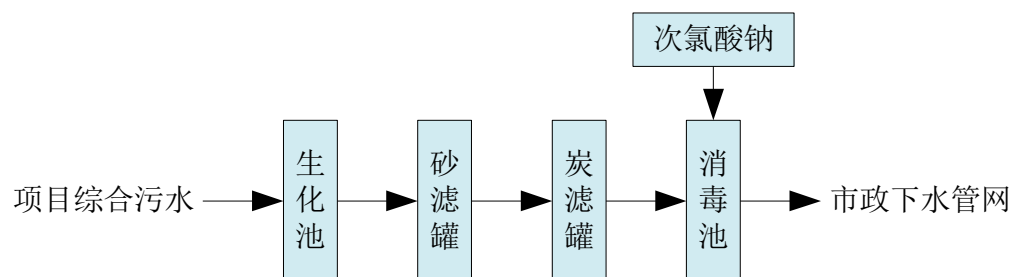 次氯酸钠
项目综合污水
生化池
砂滤罐
炭滤罐
消毒池
市政下水管网